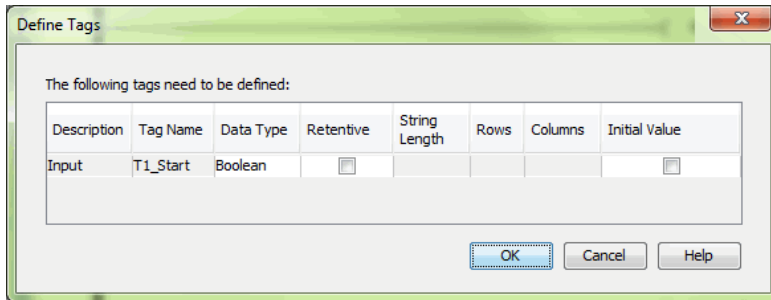 Define Tags
The following tags need to be defined:
Description Tag Name Data Type Retentive String Length Rows Columns Initial Value
Input T1_Start Boolean
OK Cancel Help